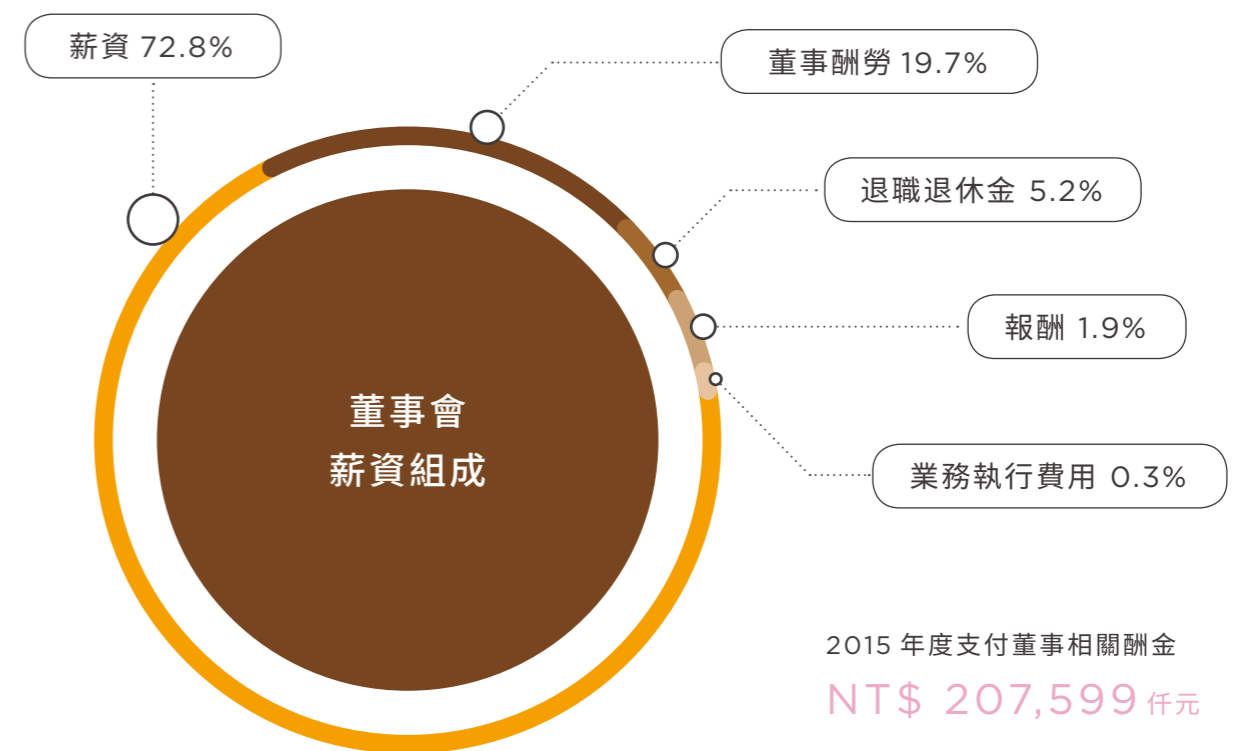 薪資 72.8%
董事酬勞 19.7%
退職退休金 5.2%
報酬 1.9%
業務執行費用 0.3%
董事會
薪資組成
2015 年度支付董事相關酬金
NT$ 207,599 仟元